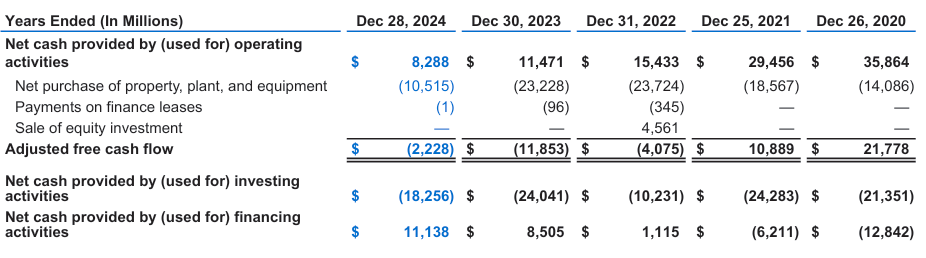 Years Ended (In Millions) Dec 28, 2024 Dec 30, 2023 Dec 31, 2022 Dec 25, 2021 Dec 26, 2020
Net cash provided by (used for) operating
activities $ 8,288 $ 11,471 $ 15,433 $ 29,456 $ 35,864
Net purchase of property, plant, and equipment (10,515) (23,228) (23,724) (18,567) (14,086)
Payments on finance leases (1) (96) (345) — —
Sale of equity investment — — 4,561 — —
Adjusted free cash flow $ (2,228) $ (11,853) $ (4,075) $ 10,889 $ 21,778
Net cash provided by (used for) investing
activities $ (18,256) $ (24,041) $ (10,231) $ (24,283) $ (21,351)
Net cash provided by (used for) financing
activities $ 11,138 $ 8,505 $ 1,115 $ (6,211) $ (12,842)